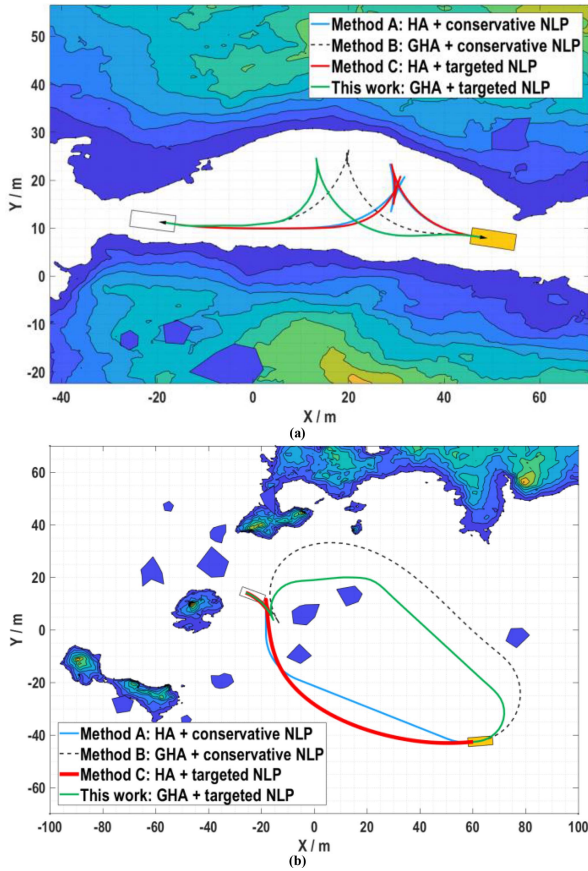 Method A: HA + conservative NLP
Method B: GHA + conservative NLP
Method C: HA + targeted NLP
This work: GHA + targeted NLP
Y / m
50
40
30
20
10
0
-10
-20
-40 -20 0 20 40 60
X / m
(a)
Y / m
60
40
20
0
-20
-40
-60
Method A: HA + conservative NLP
Method B: GHA + conservative NLP
Method C: HA + targeted NLP
This work: GHA + targeted NLP
-100 -80 -60 -40 -20 0 20 40 60 80 100
X / m
(b)